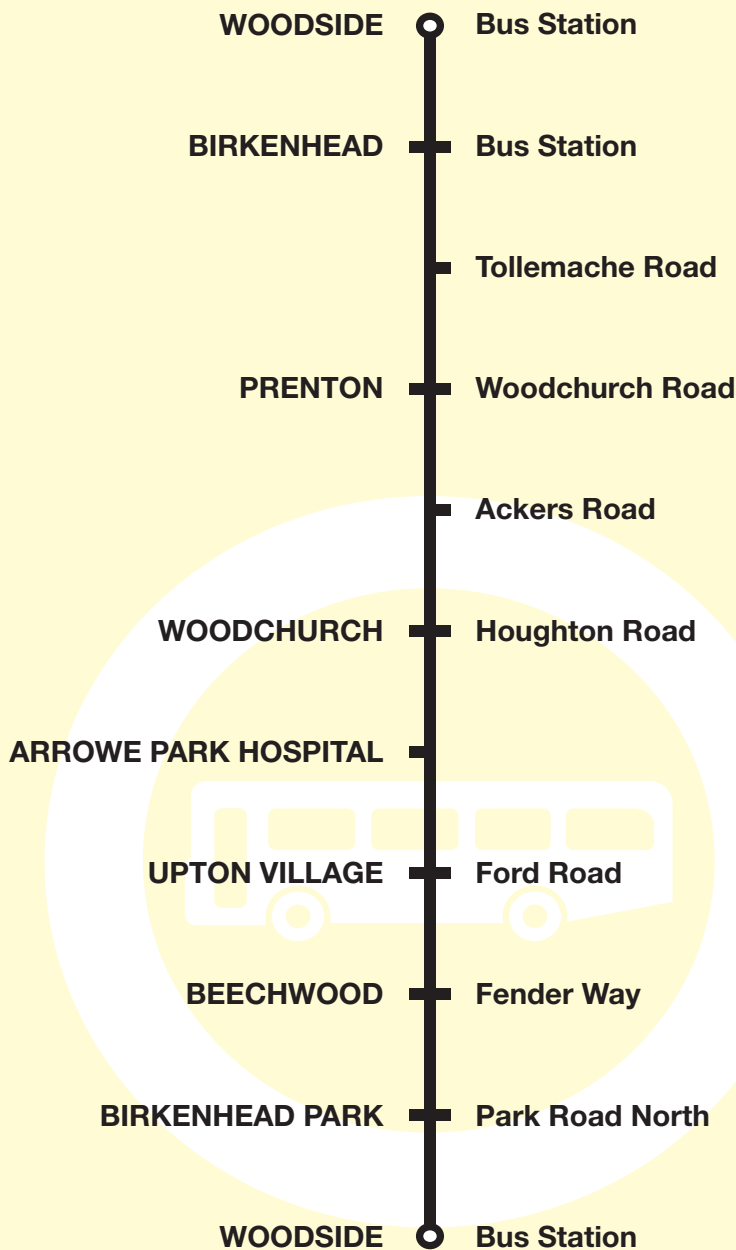 WOODSIDE Bus Station
BIRKENHEAD Bus Station
Tollemache Road
PRENTON Woodchurch Road
Ackers Road
WOODCHURCH Houghton Road
ARROWE PARK HOSPITAL
UPTON VILLAGE Ford Road
BEECHWOOD Fender Way
BIRKENHEAD PARK Park Road North
WOODSIDE Bus Station